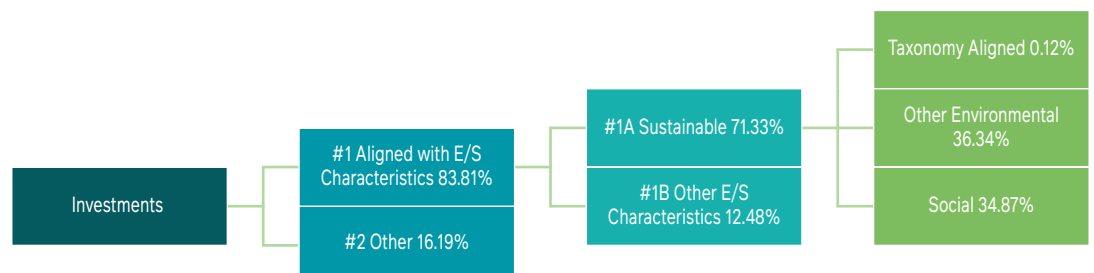 Investments
#1 Aligned with E/S
Characteristics 83.81%
#2 Other 16.19%
#1A Sustainable 71.33%
#1B Other E/S
Characteristics 12.48%
Taxonomy Aligned 0.12%
Other Environmental
36.34%
Social 34.87%